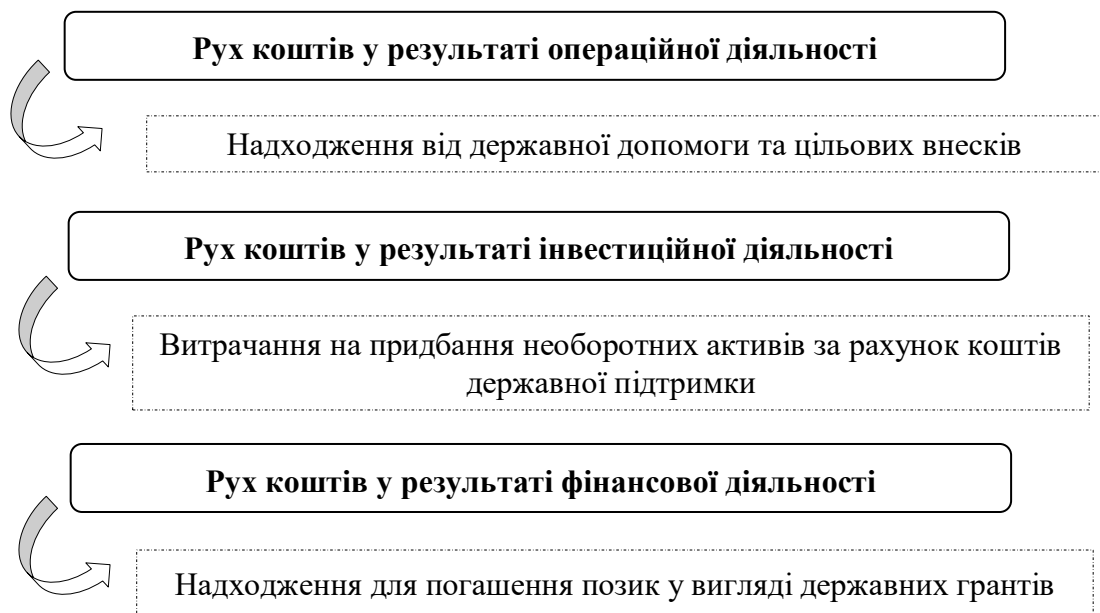 Рух коштів у результаті операційної діяльності
Надходження від державної допомоги та цільових внесків
Рух коштів у результаті інвестиційної діяльності
Витрачання на придбання необоротних активів за рахунок коштів
державної підтримки
Рух коштів у результаті фінансової діяльності
Надходження для погашення позик у вигляді державних грантів